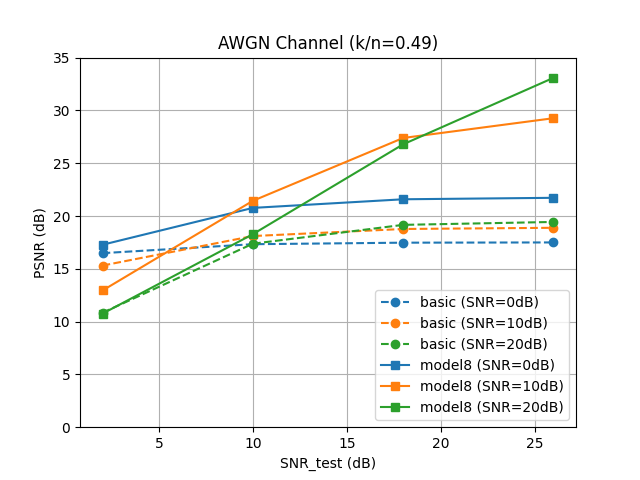 AWGN Channel (k/n=0.49)
PSNR (dB)
35
30
25
20
15
10
5
0
5
10
15
20
25
SNR_test (dB)
basic (SNR=0dB)
basic (SNR=10dB)
basic (SNR=20dB)
model8 (SNR=0dB)
model8 (SNR=10dB)
model8 (SNR=20dB)